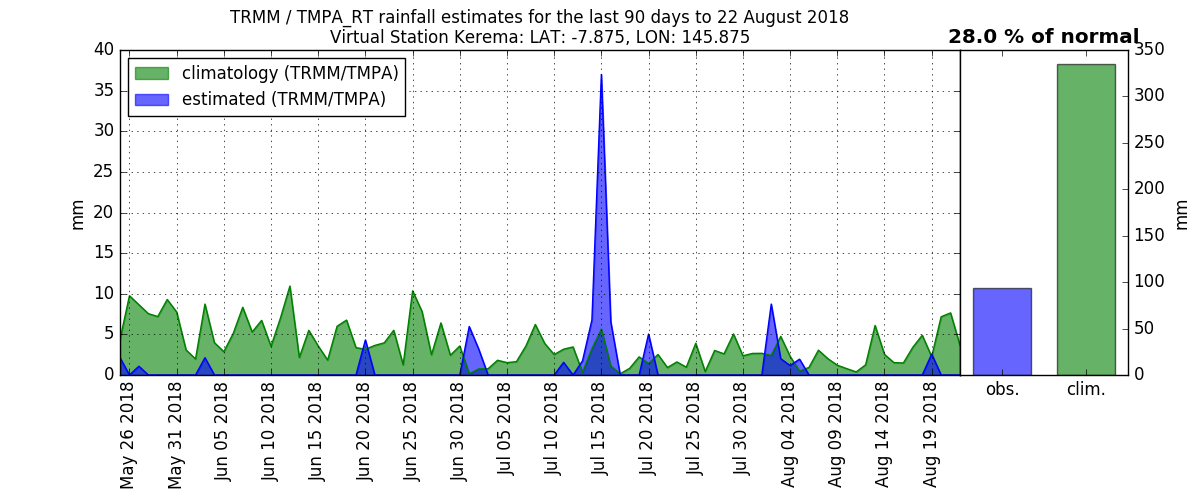 TRMM / TMPA_RT rainfall estimates for the last 90 days to 22 August 2018
Virtual Station Kerema: LAT: -7.875, LON: 145.875
28.0 % of normal
climatology (TRMM/TMPA)
estimated (TRMM/TMPA)
40
35
30
25
20
15
10
5
0
mm
May 26 2018
May 31 2018
Jun 05 2018
Jun 10 2018
Jun 15 2018
Jun 20 2018
Jun 25 2018
Jun 30 2018
Jul 05 2018
Jul 10 2018
Jul 15 2018
Jul 20 2018
Jul 25 2018
Jul 30 2018
Aug 04 2018
Aug 09 2018
Aug 14 2018
Aug 19 2018
obs.
clim.
350
300
250
200
150
100
50
0
mm